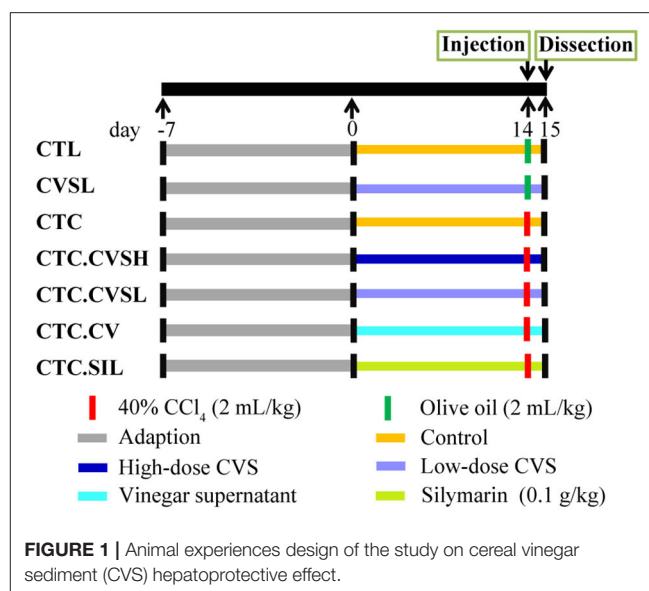 Injection Dissection
day -7 0 14 15
CTL
CVSL
CTC
CTC.CVSH
CTC.CVSL
CTC.CV
CTC.SIL
40% CCl₄ (2 mL/kg) Olive oil (2 mL/kg)
Adaption Control
High-dose CVS Low-dose CVS
Vinegar supernatant Silymarin (0.1 g/kg)
FIGURE 1 | Animal experiences design of the study on cereal vinegar
sediment (CVS) hepatoprotective effect.